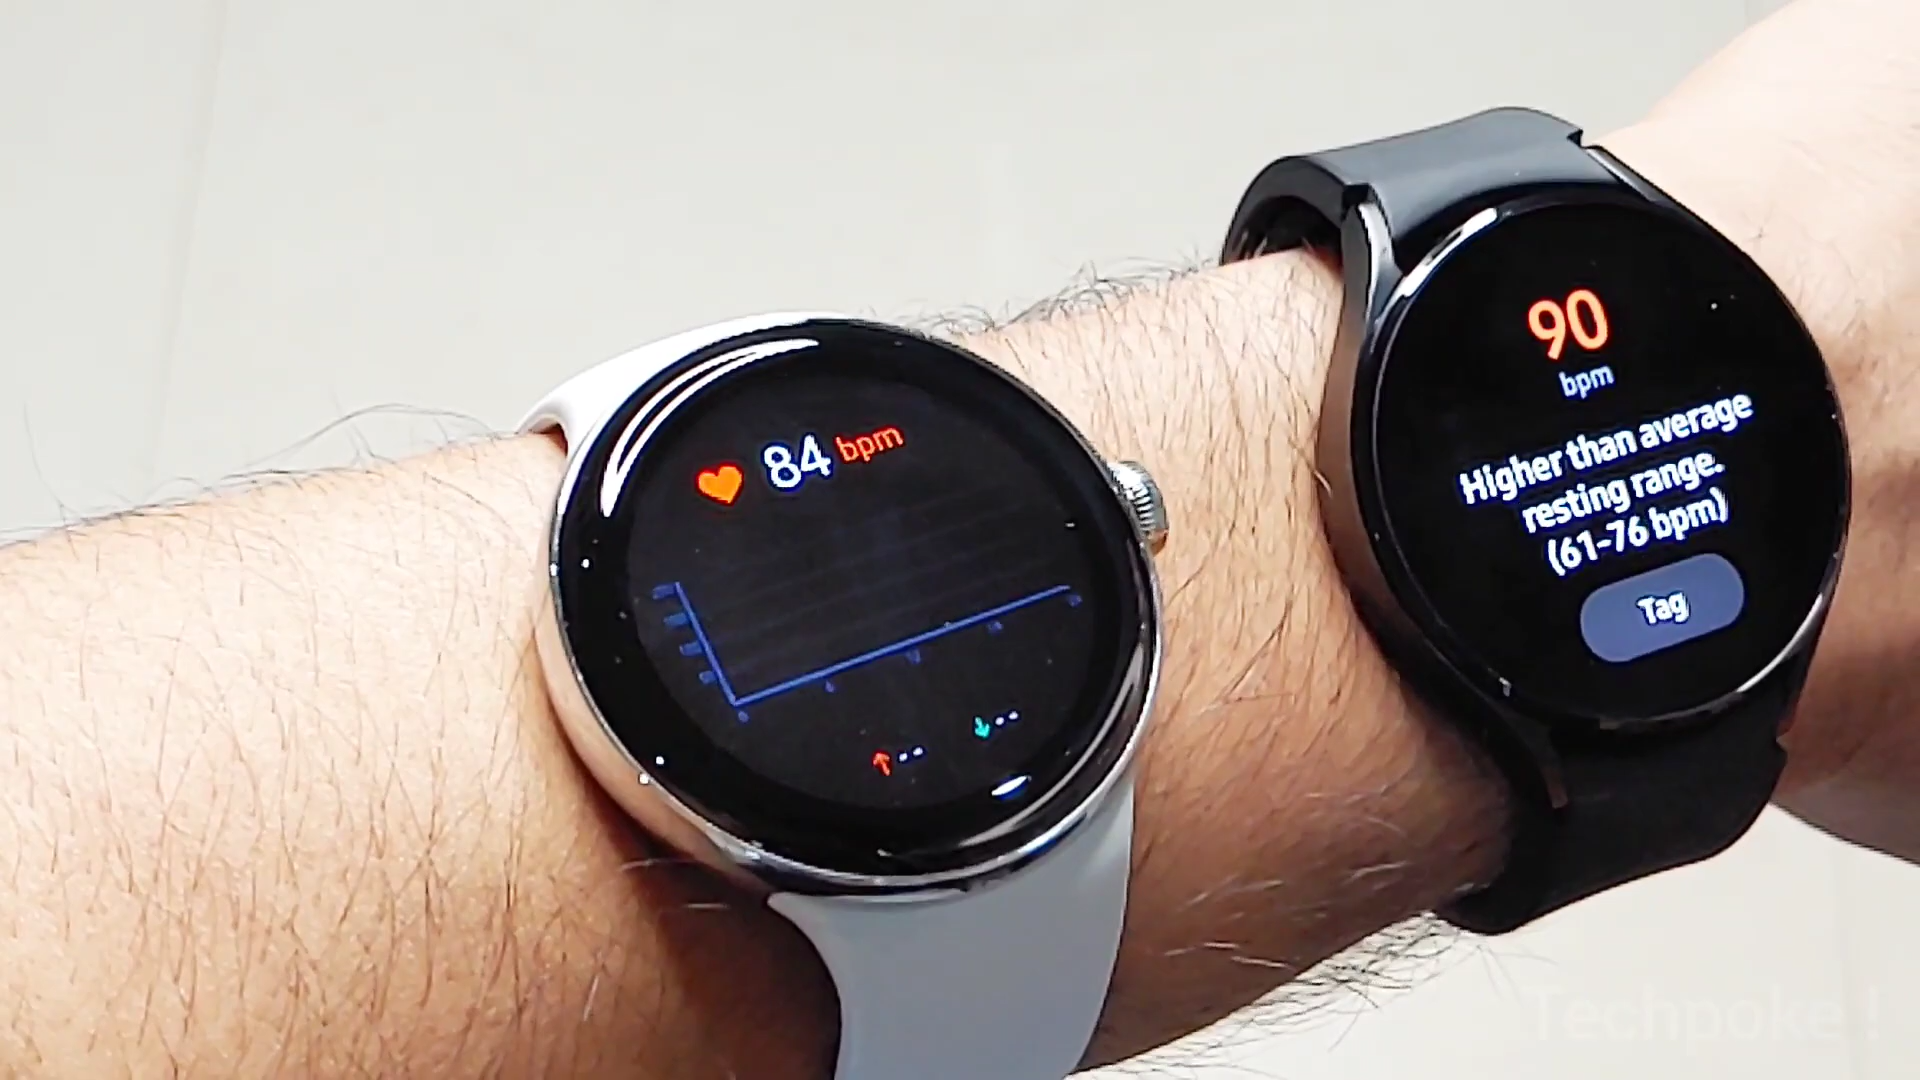 84 bpm
90
bpm
Higher than average
resting range.
(61-76 bpm)
Tag
Techpoke!